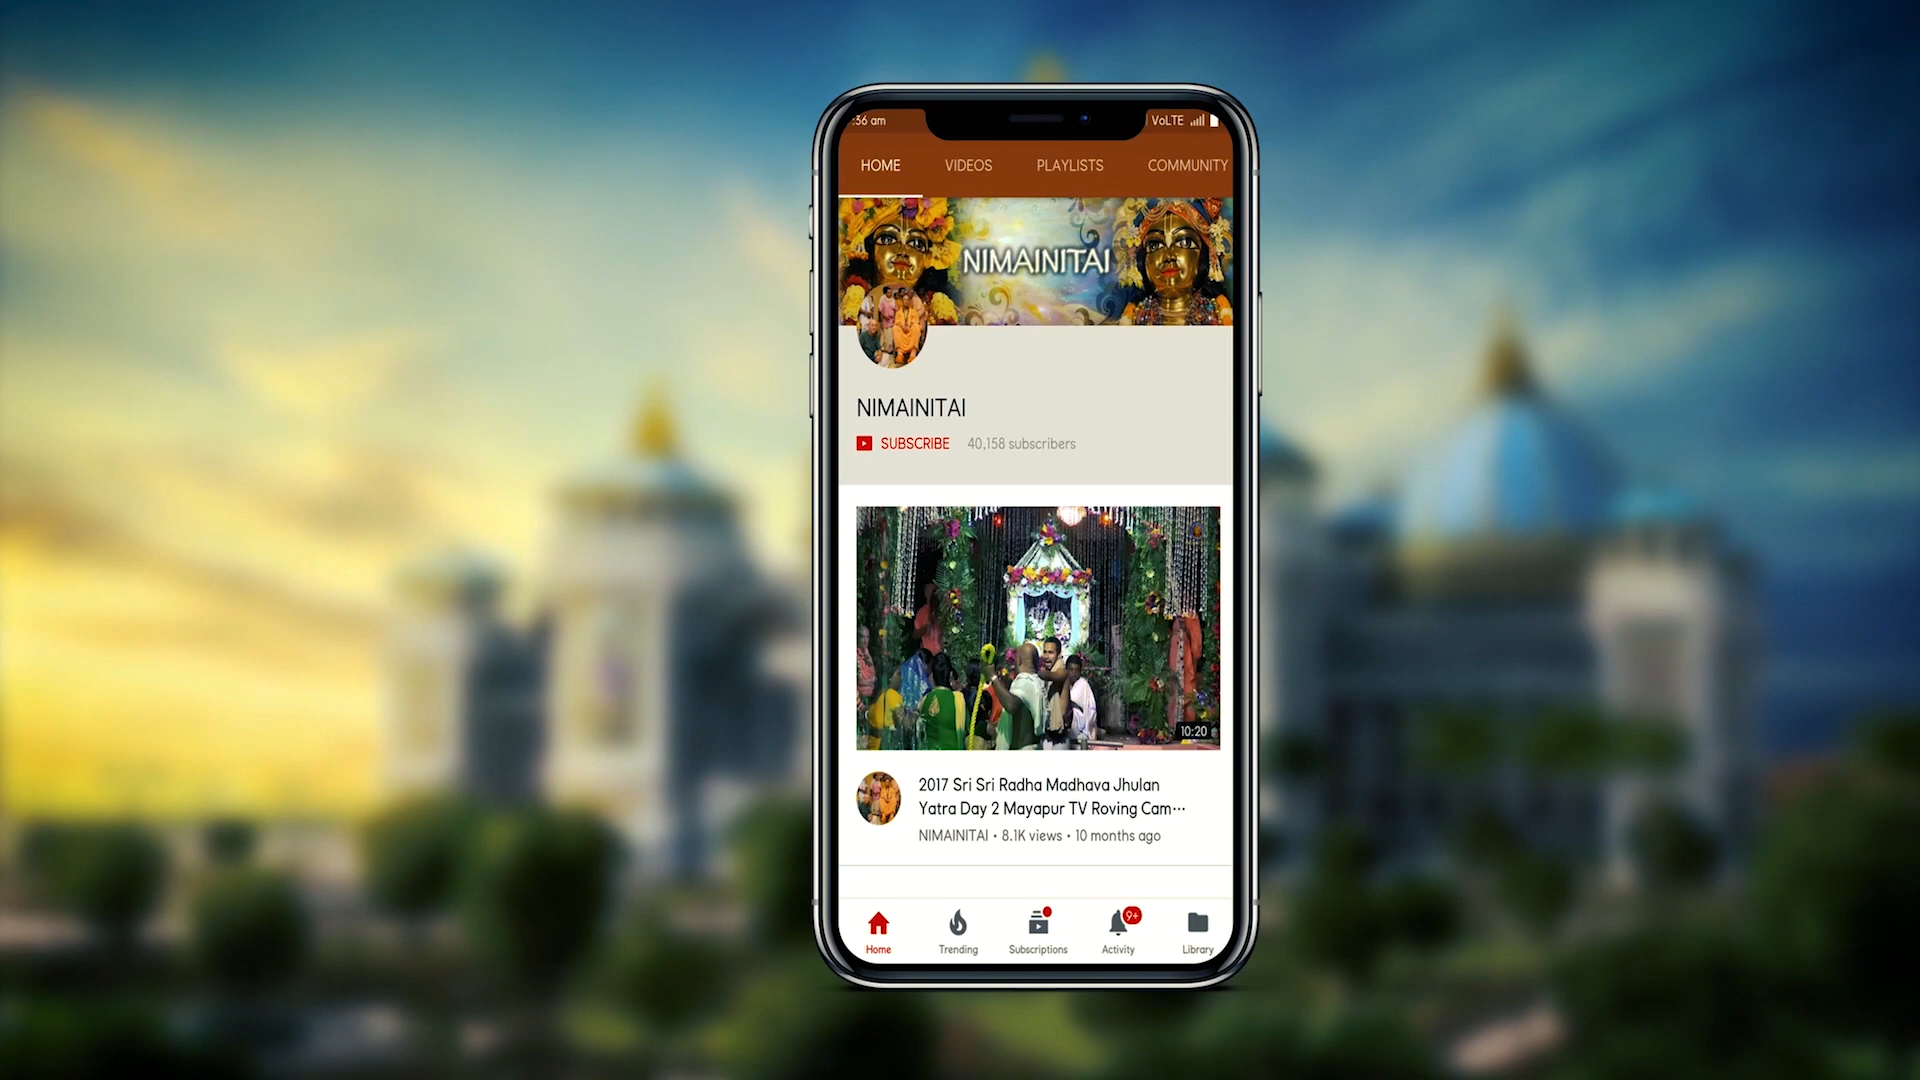 :36 am
VoLTE
HOME VIDEOS PLAYLISTS COMMUNITY
NIMAINITAI
NIMAINITAI
SUBSCRIBE 40,158 subscribers
10:20
2017 Sri Sri Radha Madhava Jhulan
Yatra Day 2 Mayapur TV Roving Cam...
NIMAINITAI • 8.1K views • 10 months ago
9+
Home Trending Subscriptions Activity Library